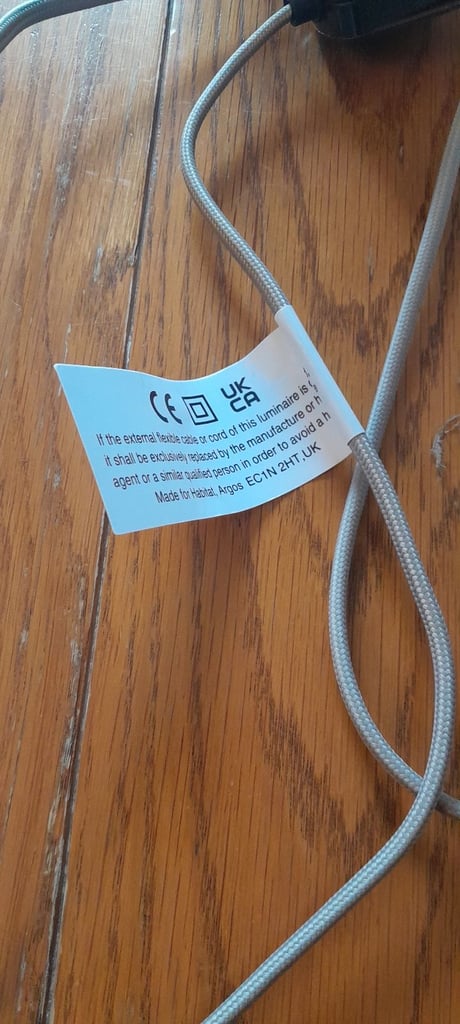 CE UK CA
If the external flexible cable or cord of this luminaire is
it shall be exclusively replaced by the manufacture or h
agent or a similar qualified person in order to avoid a h
Made for Habitat, Argos EC1N 2HT,UK